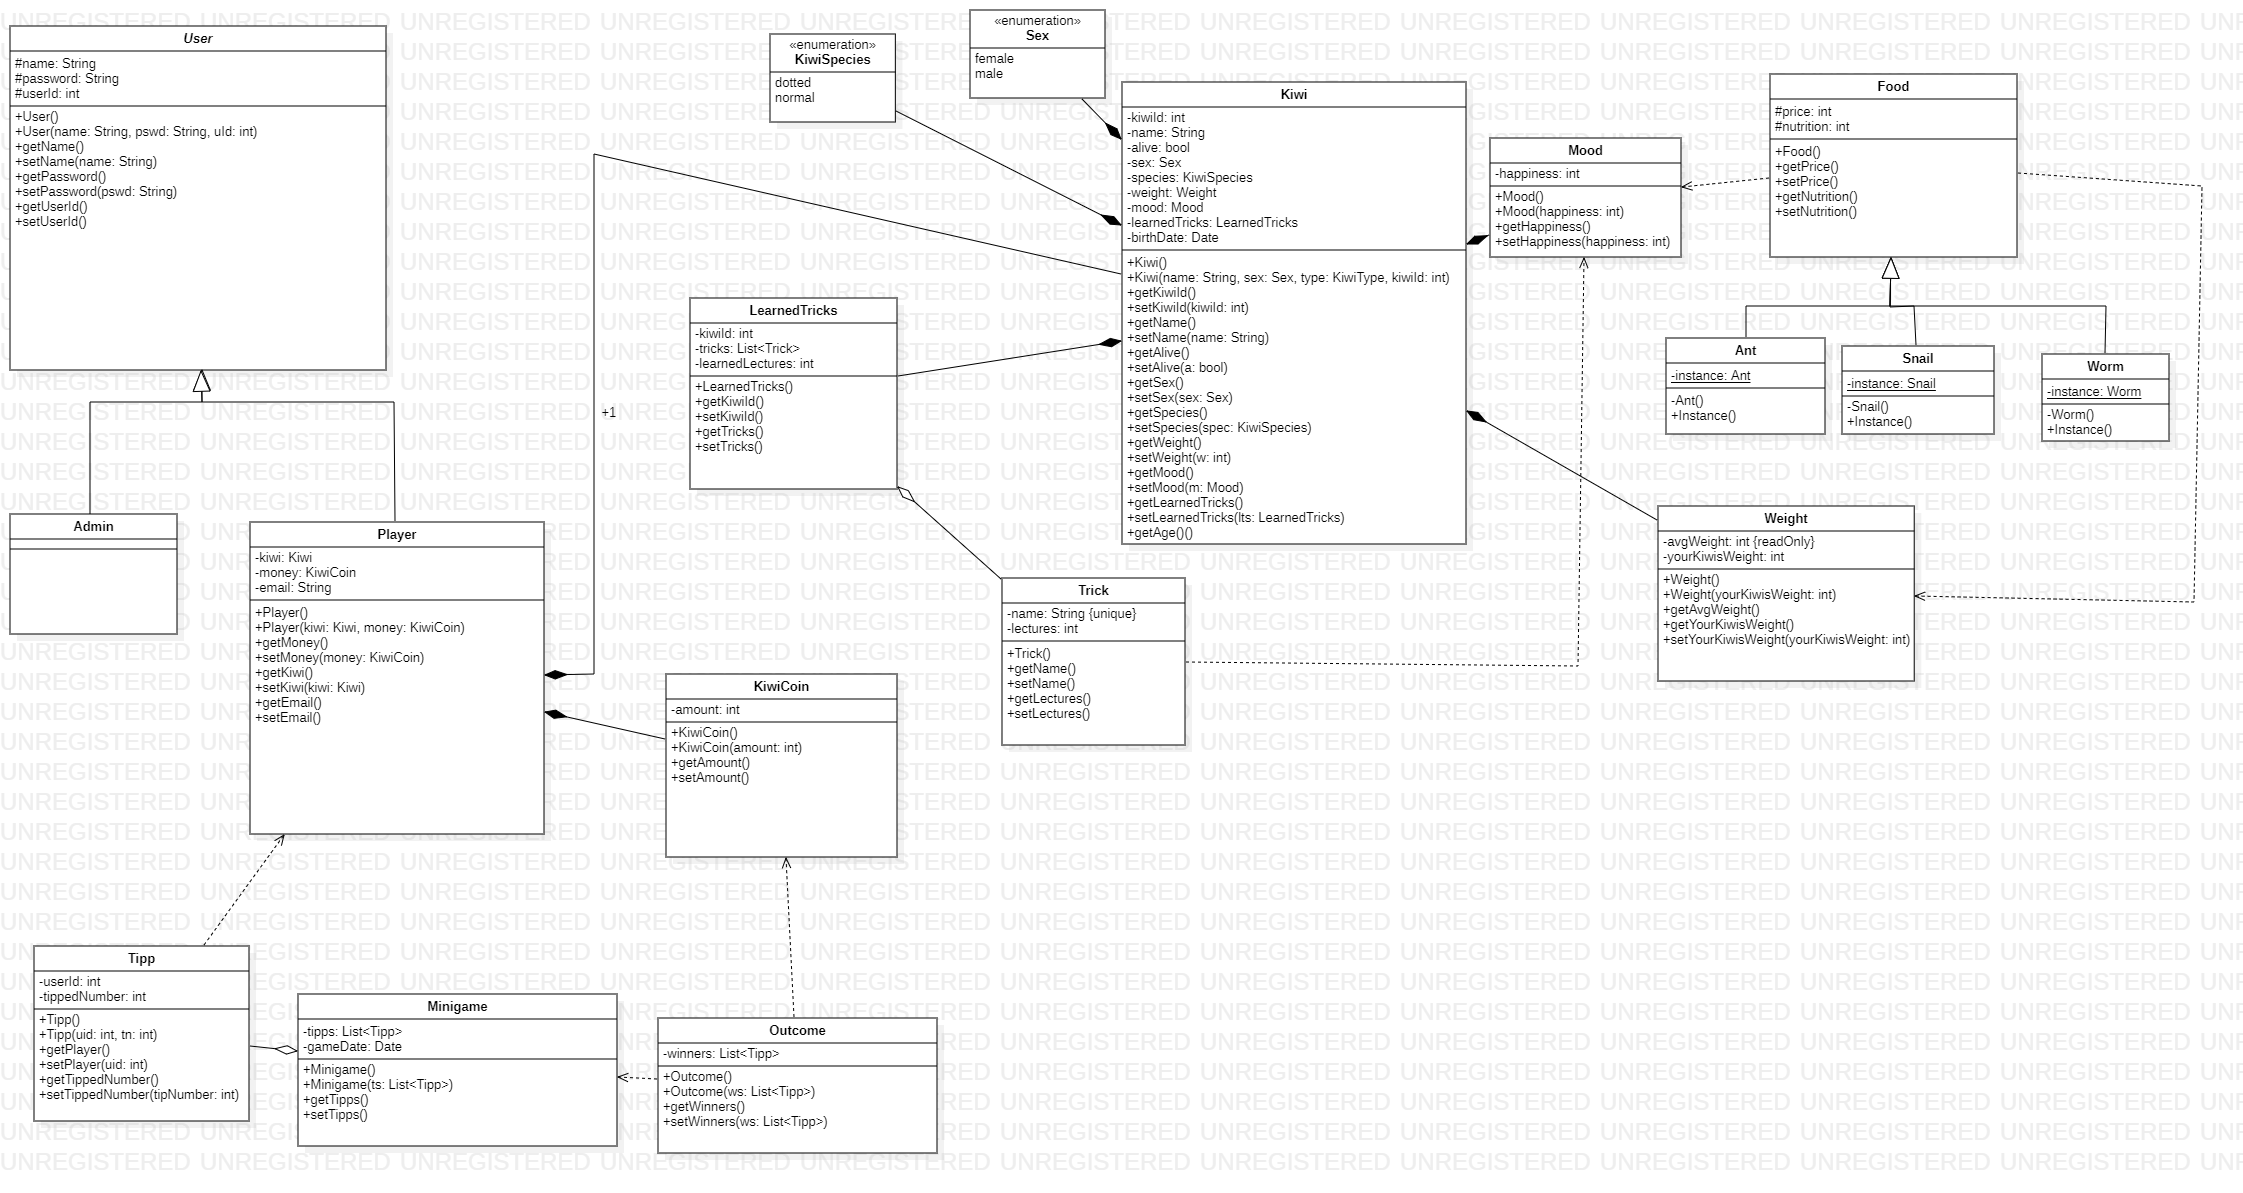 User
#name: String
#password: String
#userId: int
+User()
+User(name: String, pswd: String, uId: int)
+getName()
+setName(name: String)
+getPassword()
+setPassword(pswd: String)
+getUserId()
+setUserId()
«enumeration»
KiwiSpecies
dotted
normal
«enumeration»
Sex
female
male
Kiwi
-kiwiId: int
-name: String
-alive: bool
-sex: Sex
-species: KiwiSpecies
-weight: Weight
-mood: Mood
-learnedTricks: LearnedTricks
-birthDate: Date
+Kiwi()
+Kiwi(name: String, sex: Sex, type: KiwiType, kiwiId: int)
+getKiwiId()
+setKiwiId(kiwiId: int)
+getName()
+setName(name: String)
+getAlive()
+setAlive(a: bool)
+getSex()
+setSex(sex: Sex)
+getSpecies()
+setSpecies(spec: KiwiSpecies)
+getWeight()
+setWeight(w: int)
+getMood()
+setMood(m: Mood)
+getLearnedTricks()
+setLearnedTricks(lts: LearnedTricks)
+getAge()()
Mood
-happiness: int
+Mood()
+Mood(happiness: int)
+getHappiness()
+setHappiness(happiness: int)
Food
#price: int
#nutrition: int
+Food()
+getPrice()
+setPrice()
+getNutrition()
+setNutrition()
LearnedTricks
-kiwiId: int
-tricks: List<Trick>
-learnedLectures: int
+LearnedTricks()
+getKiwiId()
+setKiwiId()
+getTricks()
+setTricks()
+1
Ant
-instance: Ant
-Ant()
+Instance()
Snail
-instance: Snail
-Snail()
+Instance()
Worm
-instance: Worm
-Worm()
+Instance()
Admin
Player
-kiwi: Kiwi
-money: KiwiCoin
-email: String
+Player()
+Player(kiwi: Kiwi, money: KiwiCoin)
+getMoney()
+setMoney(money: KiwiCoin)
+getKiwi()
+setKiwi(kiwi: Kiwi)
+getEmail()
+setEmail()
Weight
-avgWeight: int {readOnly}
-yourKiwisWeight: int
+Weight()
+Weight(yourKiwisWeight: int)
+getAvgWeight()
+getYourKiwisWeight()
+setYourKiwisWeight(yourKiwisWeight: int)
Trick
-name: String {unique}
-lectures: int
+Trick()
+getName()
+setName()
+getLectures()
+setLectures()
KiwiCoin
-amount: int
+KiwiCoin()
+KiwiCoin(amount: int)
+getAmount()
+setAmount()
Tipp
-userId: int
-tippedNumber: int
+Tipp()
+Tipp(uid: int, tn: int)
+getPlayer()
+setPlayer(uid: int)
+getTippedNumber()
+setTippedNumber(tipNumber: int)
Minigame
-tipps: List<Tipp>
-gameDate: Date
+Minigame()
+Minigame(ts: List<Tipp>)
+getTipps()
+setTipps()
Outcome
-winners: List<Tipp>
+Outcome()
+Outcome(ws: List<Tipp>)
+getWinners()
+setWinners(ws: List<Tipp>)
UNREGISTERED